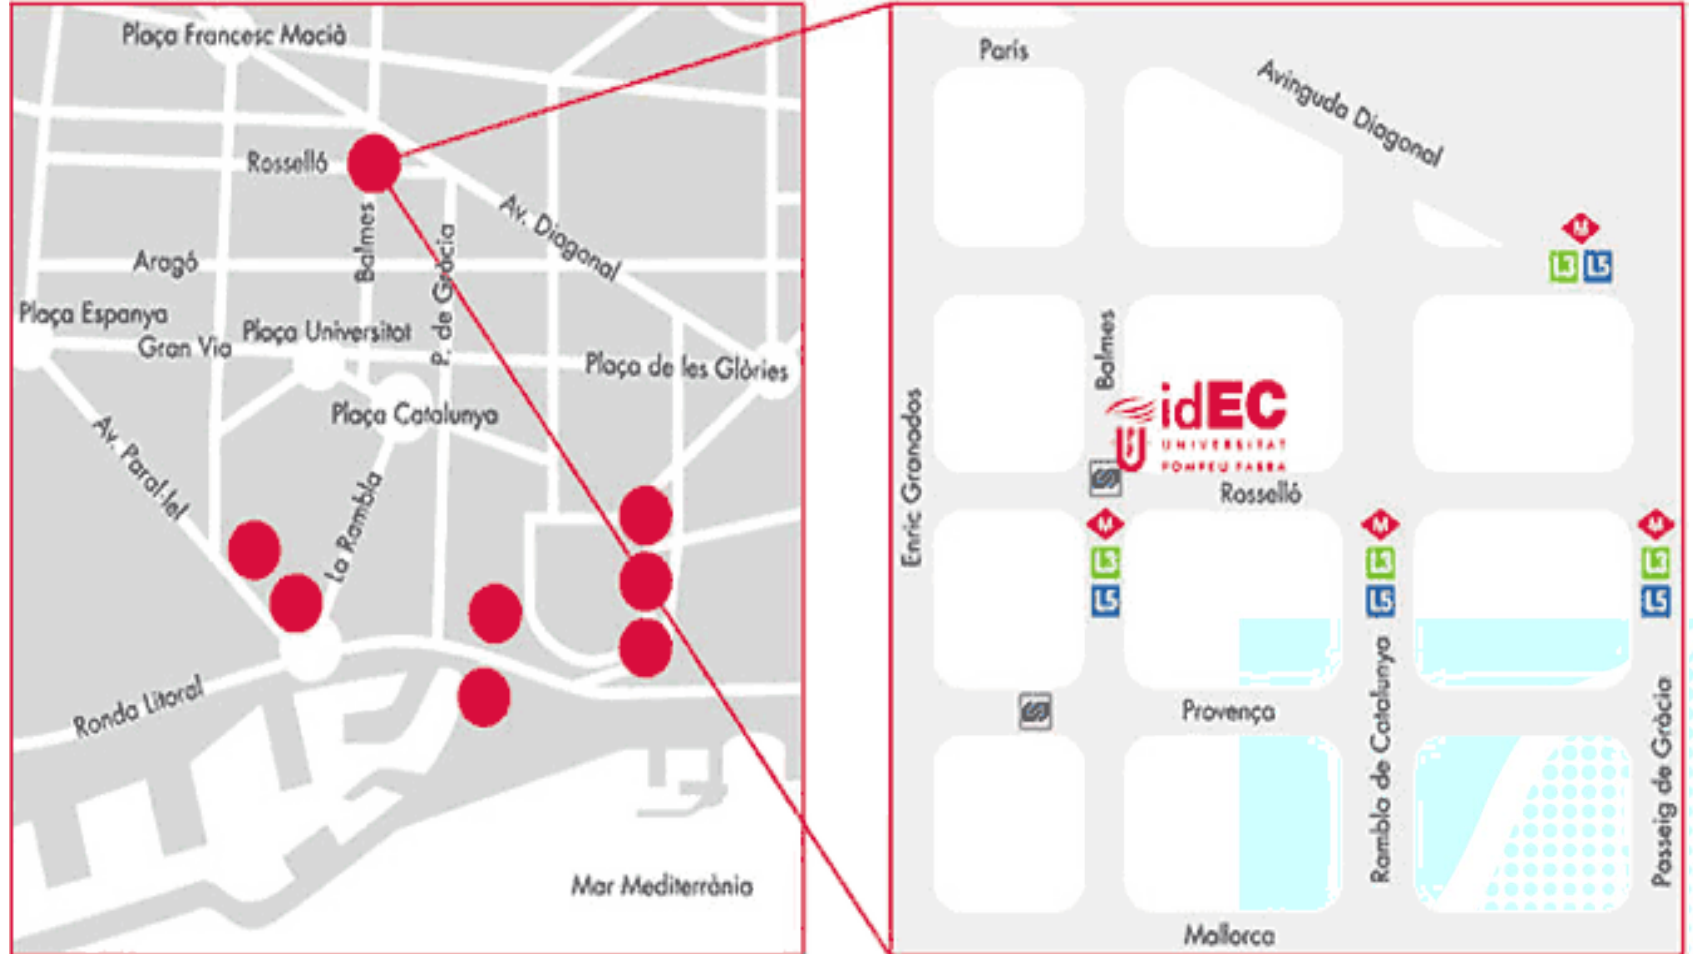 Plaça Francesc Macià
Rosselló
Balmes
P. de Gràcia
Av. Diagonal
Aragó
Plaça Espanya
Plaça Universitat
Gran Via
Plaça de les Glòries
Plaça Catalunya
Av. Paral·lel
La Rambla
Ronda Litoral
Mar Mediterrània
París
Avinguda Diagonal
M
L3 L5
Balmes
idEC
UNIVERSITAT
POMPEU FABRA
Enric Granados
Rosselló
M
L3
L5
M
L3
L5
M
L3
L5
Provença
Rambla de Catalunya
Passeig de Gràcia
Mallorca